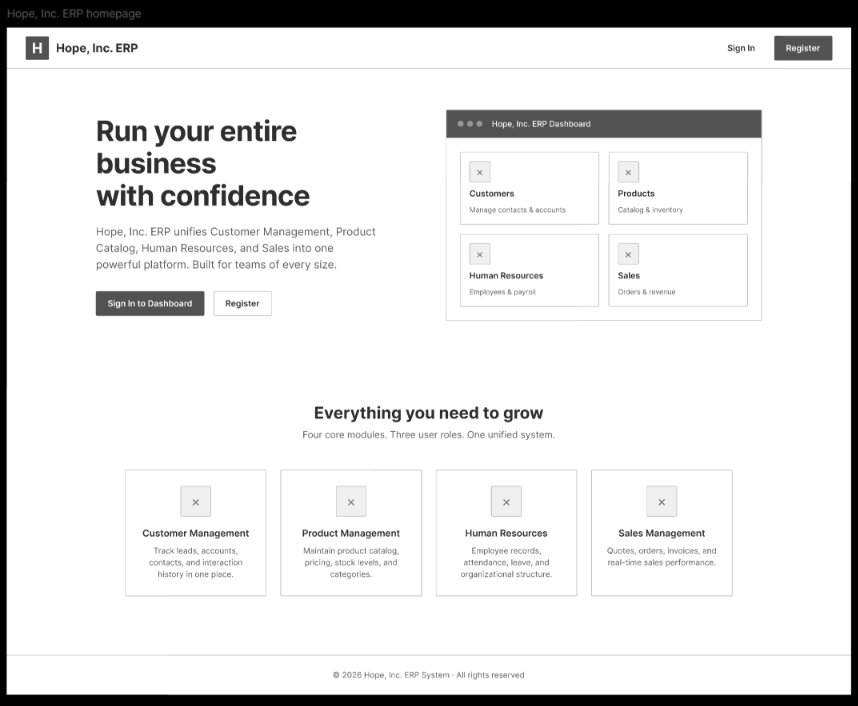 Hope, Inc. ERP homepage
H Hope, Inc. ERP
Sign In
Register
Run your entire
business
with confidence
Hope, Inc. ERP unifies Customer Management, Product
Catalog, Human Resources, and Sales into one
powerful platform. Built for teams of every size.
Sign In to Dashboard
Register
Hope, Inc. ERP Dashboard
Customers
Manage contacts & accounts
Products
Catalog & inventory
Human Resources
Employees & payroll
Sales
Orders & revenue
Everything you need to grow
Four core modules. Three user roles. One unified system.
Customer Management
Track leads, accounts,
contacts, and interaction
history in one place.
Product Management
Maintain product catalog,
pricing, stock levels, and
categories.
Human Resources
Employee records,
attendance, leave, and
organizational structure.
Sales Management
Quotes, orders, invoices, and
real-time sales performance.
© 2026 Hope, Inc. ERP System · All rights reserved